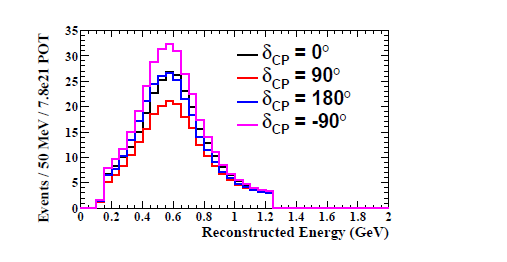 Events / 50 MeV / 7.8e21 POT
35
30
25
20
15
10
5
0
δCP = 0°
δCP = 90°
δCP = 180°
δCP = -90°
0 0.2 0.4 0.6 0.8 1 1.2 1.4 1.6 1.8 2
Reconstructed Energy (GeV)